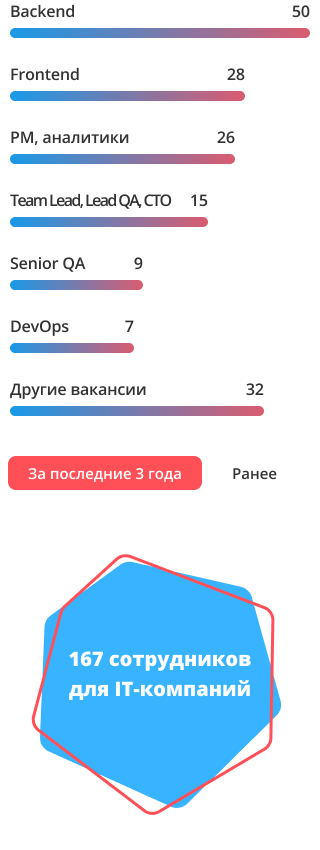 Backend 50
Frontend 28
PM, аналитики 26
Team Lead, Lead QA, CTO 15
Senior QA 9
DevOps 7
Другие вакансии 32
За последние 3 года Ранее
167 сотрудников
для IT-компаний